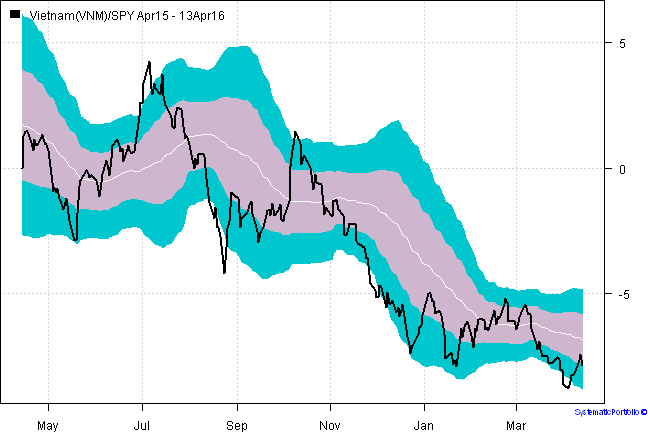 Vietnam(VNM)/SPY Apr15 - 13Apr16
5
0
-5
May Jul Sep Nov Jan Mar
SystematicPortfolio ©